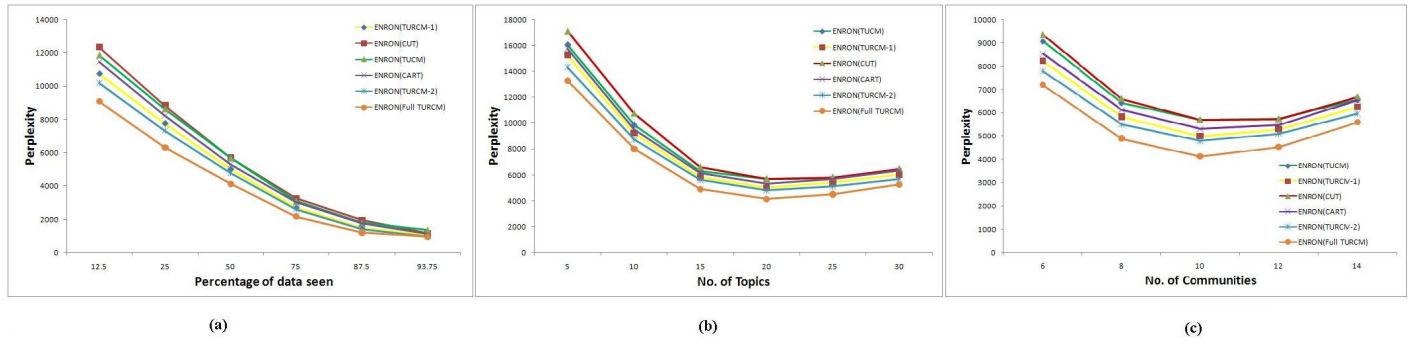 14000
12000
10000
8000
6000
4000
2000
0
Perplexity
12.5 25 50 75 87.5 93.75
Percentage of data seen
ENRON(TURCM-1)
ENRON(CUT)
ENRON(TUCM)
ENRON(CART)
ENRON(TURCM-2)
ENRON(Full TURCM)
(a)
18000
16000
14000
12000
10000
8000
6000
4000
2000
0
Perplexity
5 10 15 20 25 30
No. of Topics
ENRON(TUCM)
ENRON(TURCM-1)
ENRON(CUT)
ENRON(CART)
ENRON(TURCM-2)
ENRON(Full TURCM)
(b)
10000
9000
8000
7000
6000
5000
4000
3000
2000
1000
0
Perplexity
6 8 10 12 14
No. of Communities
ENRON(TUCM)
ENRON(TURCM-1)
ENRON(CUT)
ENRON(CART)
ENRON(TURCM-2)
ENRON(Full TURCM)
(c)